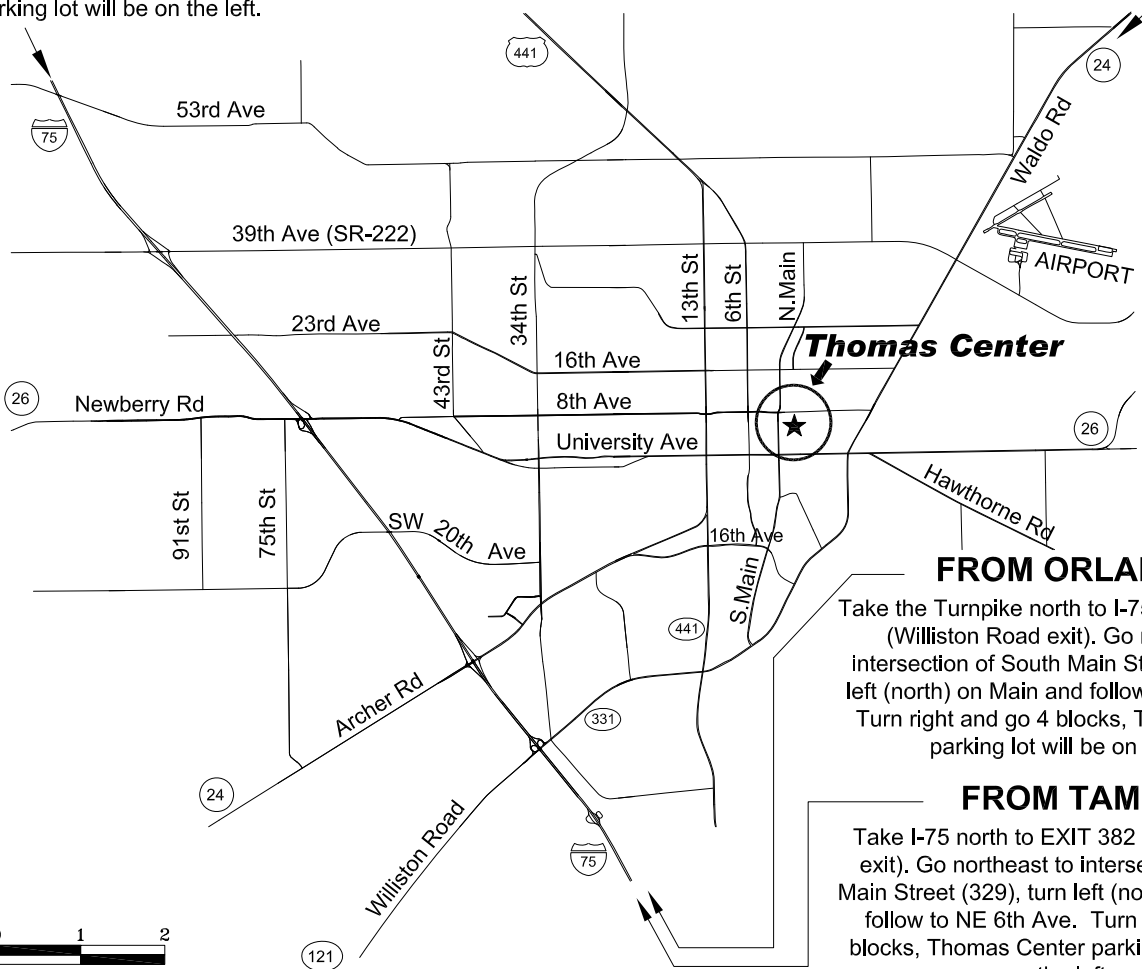 parking lot will be on the left.
441
24
53rd Ave
75
Waldo Rd
39th Ave (SR-222)
13th St
6th St
N.Main
AIRPORT
34th St
23rd Ave
43rd St
16th Ave
Thomas Center
26
Newberry Rd
8th Ave
University Ave
26
91st St
75th St
SW 20th Ave
Hawthorne Rd
16th Ave
S.Main
441
331
Archer Rd
24
Williston Road
75
121
1 2
FROM ORLA
Take the Turnpike north to I-75
(Williston Road exit). Go
intersection of South Main St
left (north) on Main and follow
Turn right and go 4 blocks, T
parking lot will be on
FROM TAM
Take I-75 north to EXIT 382
exit). Go northeast to interse
Main Street (329), turn left (no
follow to NE 6th Ave. Turn
blocks, Thomas Center parki